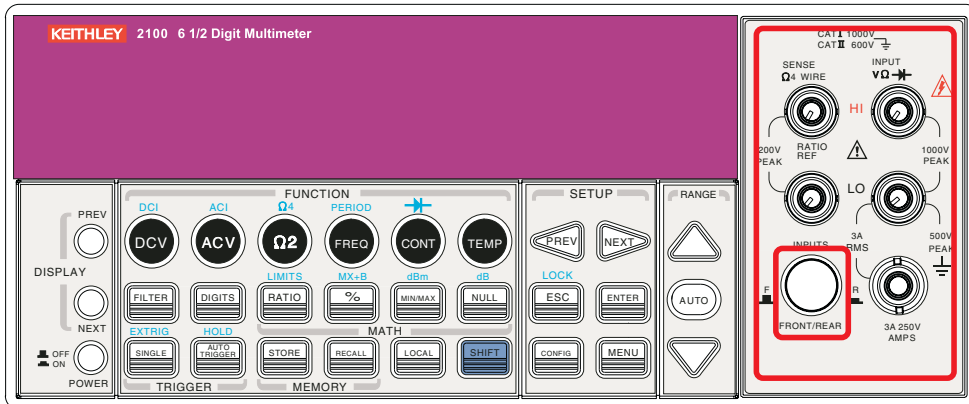 KEITHLEY 2100 6 1/2 Digit Multimeter
CAT I 1000V
CAT II 600V
SENSE
Ω4 WIRE
INPUT
VΩ
HI
200V
PEAK
RATIO
REF
1000V
PEAK
LO
3A
RMS
500V
PEAK
INPUTS
F
R
FRONT/REAR
3A 250V
AMPS
PREV
DISPLAY
NEXT
OFF
ON
POWER
FUNCTION
DCI ACI Ω4 PERIOD
DCV ACV Ω2 FREQ CONT TEMP
LIMITS MX+B dBm dB
FILTER DIGITS RATIO % MIN/MAX NULL
MATH
EXTRIG HOLD
SINGLE AUTO TRIGGER STORE RECALL LOCAL SHIFT
TRIGGER MEMORY
SETUP
PREV NEXT
LOCK
ESC ENTER
CONFIG MENU
RANGE
AUTO